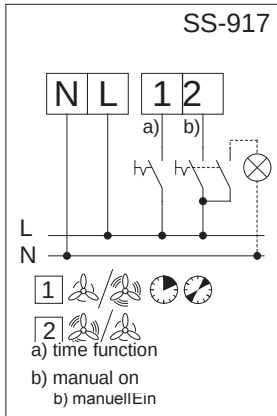 SS-917
N L 1 2
a) b)
L
N
1
2
a) time function
b) manual on
b) manuellEin